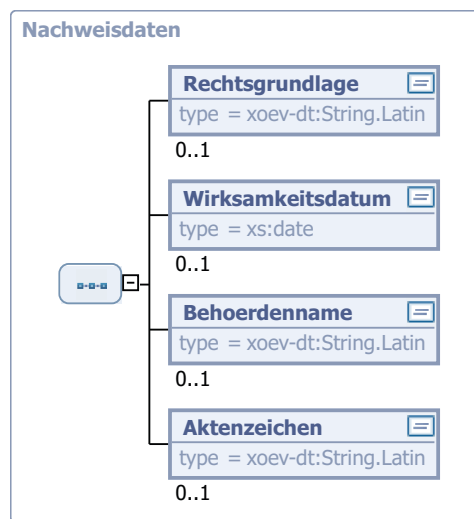 Nachweisdaten
Rechtsgrundlage
type = xoev-dt:String.Latin
0..1
Wirksamkeitsdatum
type = xs:date
0..1
Behoerdenname
type = xoev-dt:String.Latin
0..1
Aktenzeichen
type = xoev-dt:String.Latin
0..1